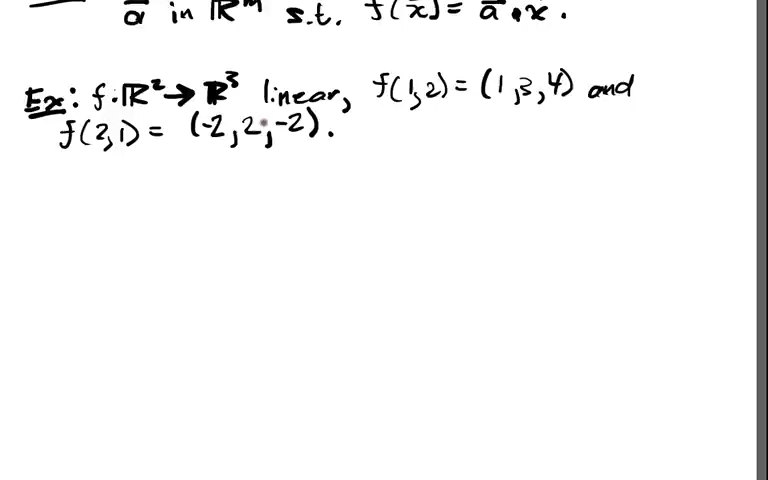 ā in ℝᵐ s.t. f(x̄) = ā • x̄.
Ex: f: ℝ² → ℝ³ linear, f(1,2) = (1,3,4) and
f(2,1) = (-2,2,-2).